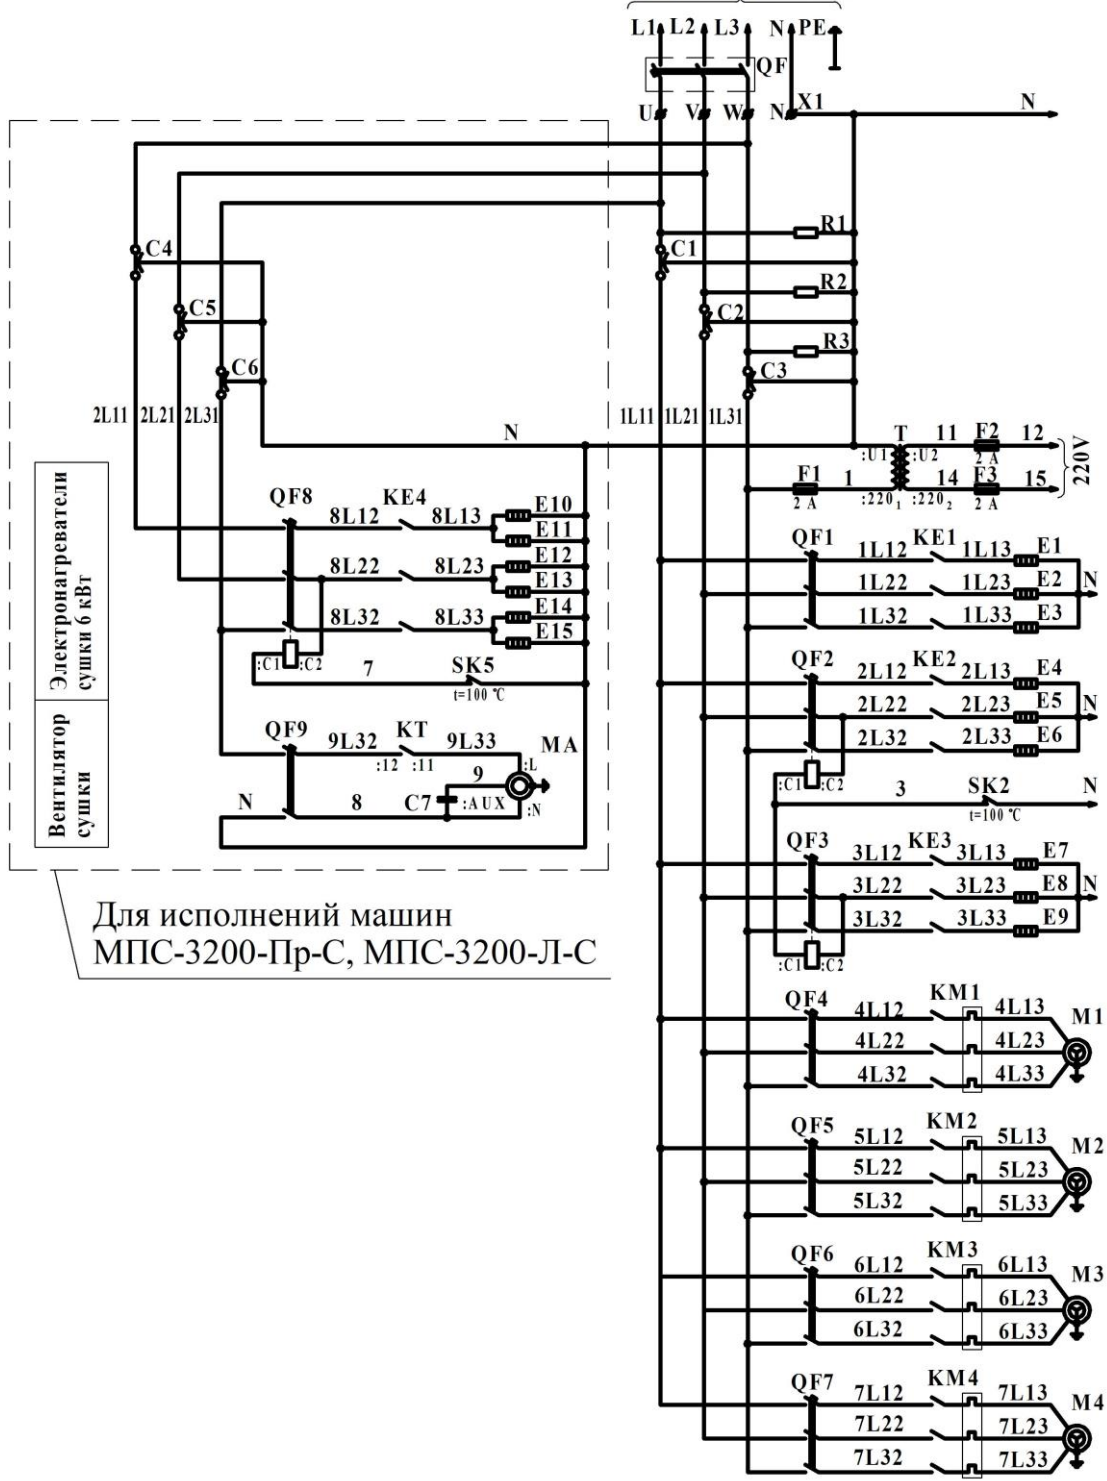 L1 L2 L3 N PE
QF
U V W N X1 N
R1
C4 C1
R2
C5 C2
R3
C6 C3
2L11 2L21 2L31 1L11 1L21 1L31
N T 11 F2 12
:U1 :U2 2 A
F1 1 14 F3 15
2 A :220₁ :220₂ 2 A
220V
Электронагреватели
сушки 6 кВт
QF8 KE4 E10
8L12 8L13 E11
8L22 8L23 E12
E13
8L32 8L33 E14
E15
:C1 :C2
7 SK5
t=100 °C
Вентилятор
сушки
QF9 9L32 KT 9L33 MA
:12 :11 :L
9
N 8 C7 :AUX :N
QF1 KE1
1L12 1L13 E1
1L22 1L23 E2 N
1L32 1L33 E3
QF2 KE2
2L12 2L13 E4
2L22 2L23 E5 N
2L32 2L33 E6
:C1 :C2
3 SK2 N
t=100 °C
QF3 KE3
3L12 3L13 E7
3L22 3L23 E8 N
3L32 3L33 E9
:C1 :C2
Для исполнений машин
МПС-3200-Пр-С, МПС-3200-Л-С
QF4 KM1
4L12 4L13 M1
4L22 4L23
4L32 4L33
QF5 KM2
5L12 5L13 M2
5L22 5L23
5L32 5L33
QF6 KM3
6L12 6L13 M3
6L22 6L23
6L32 6L33
QF7 KM4
7L12 7L13 M4
7L22 7L23
7L32 7L33